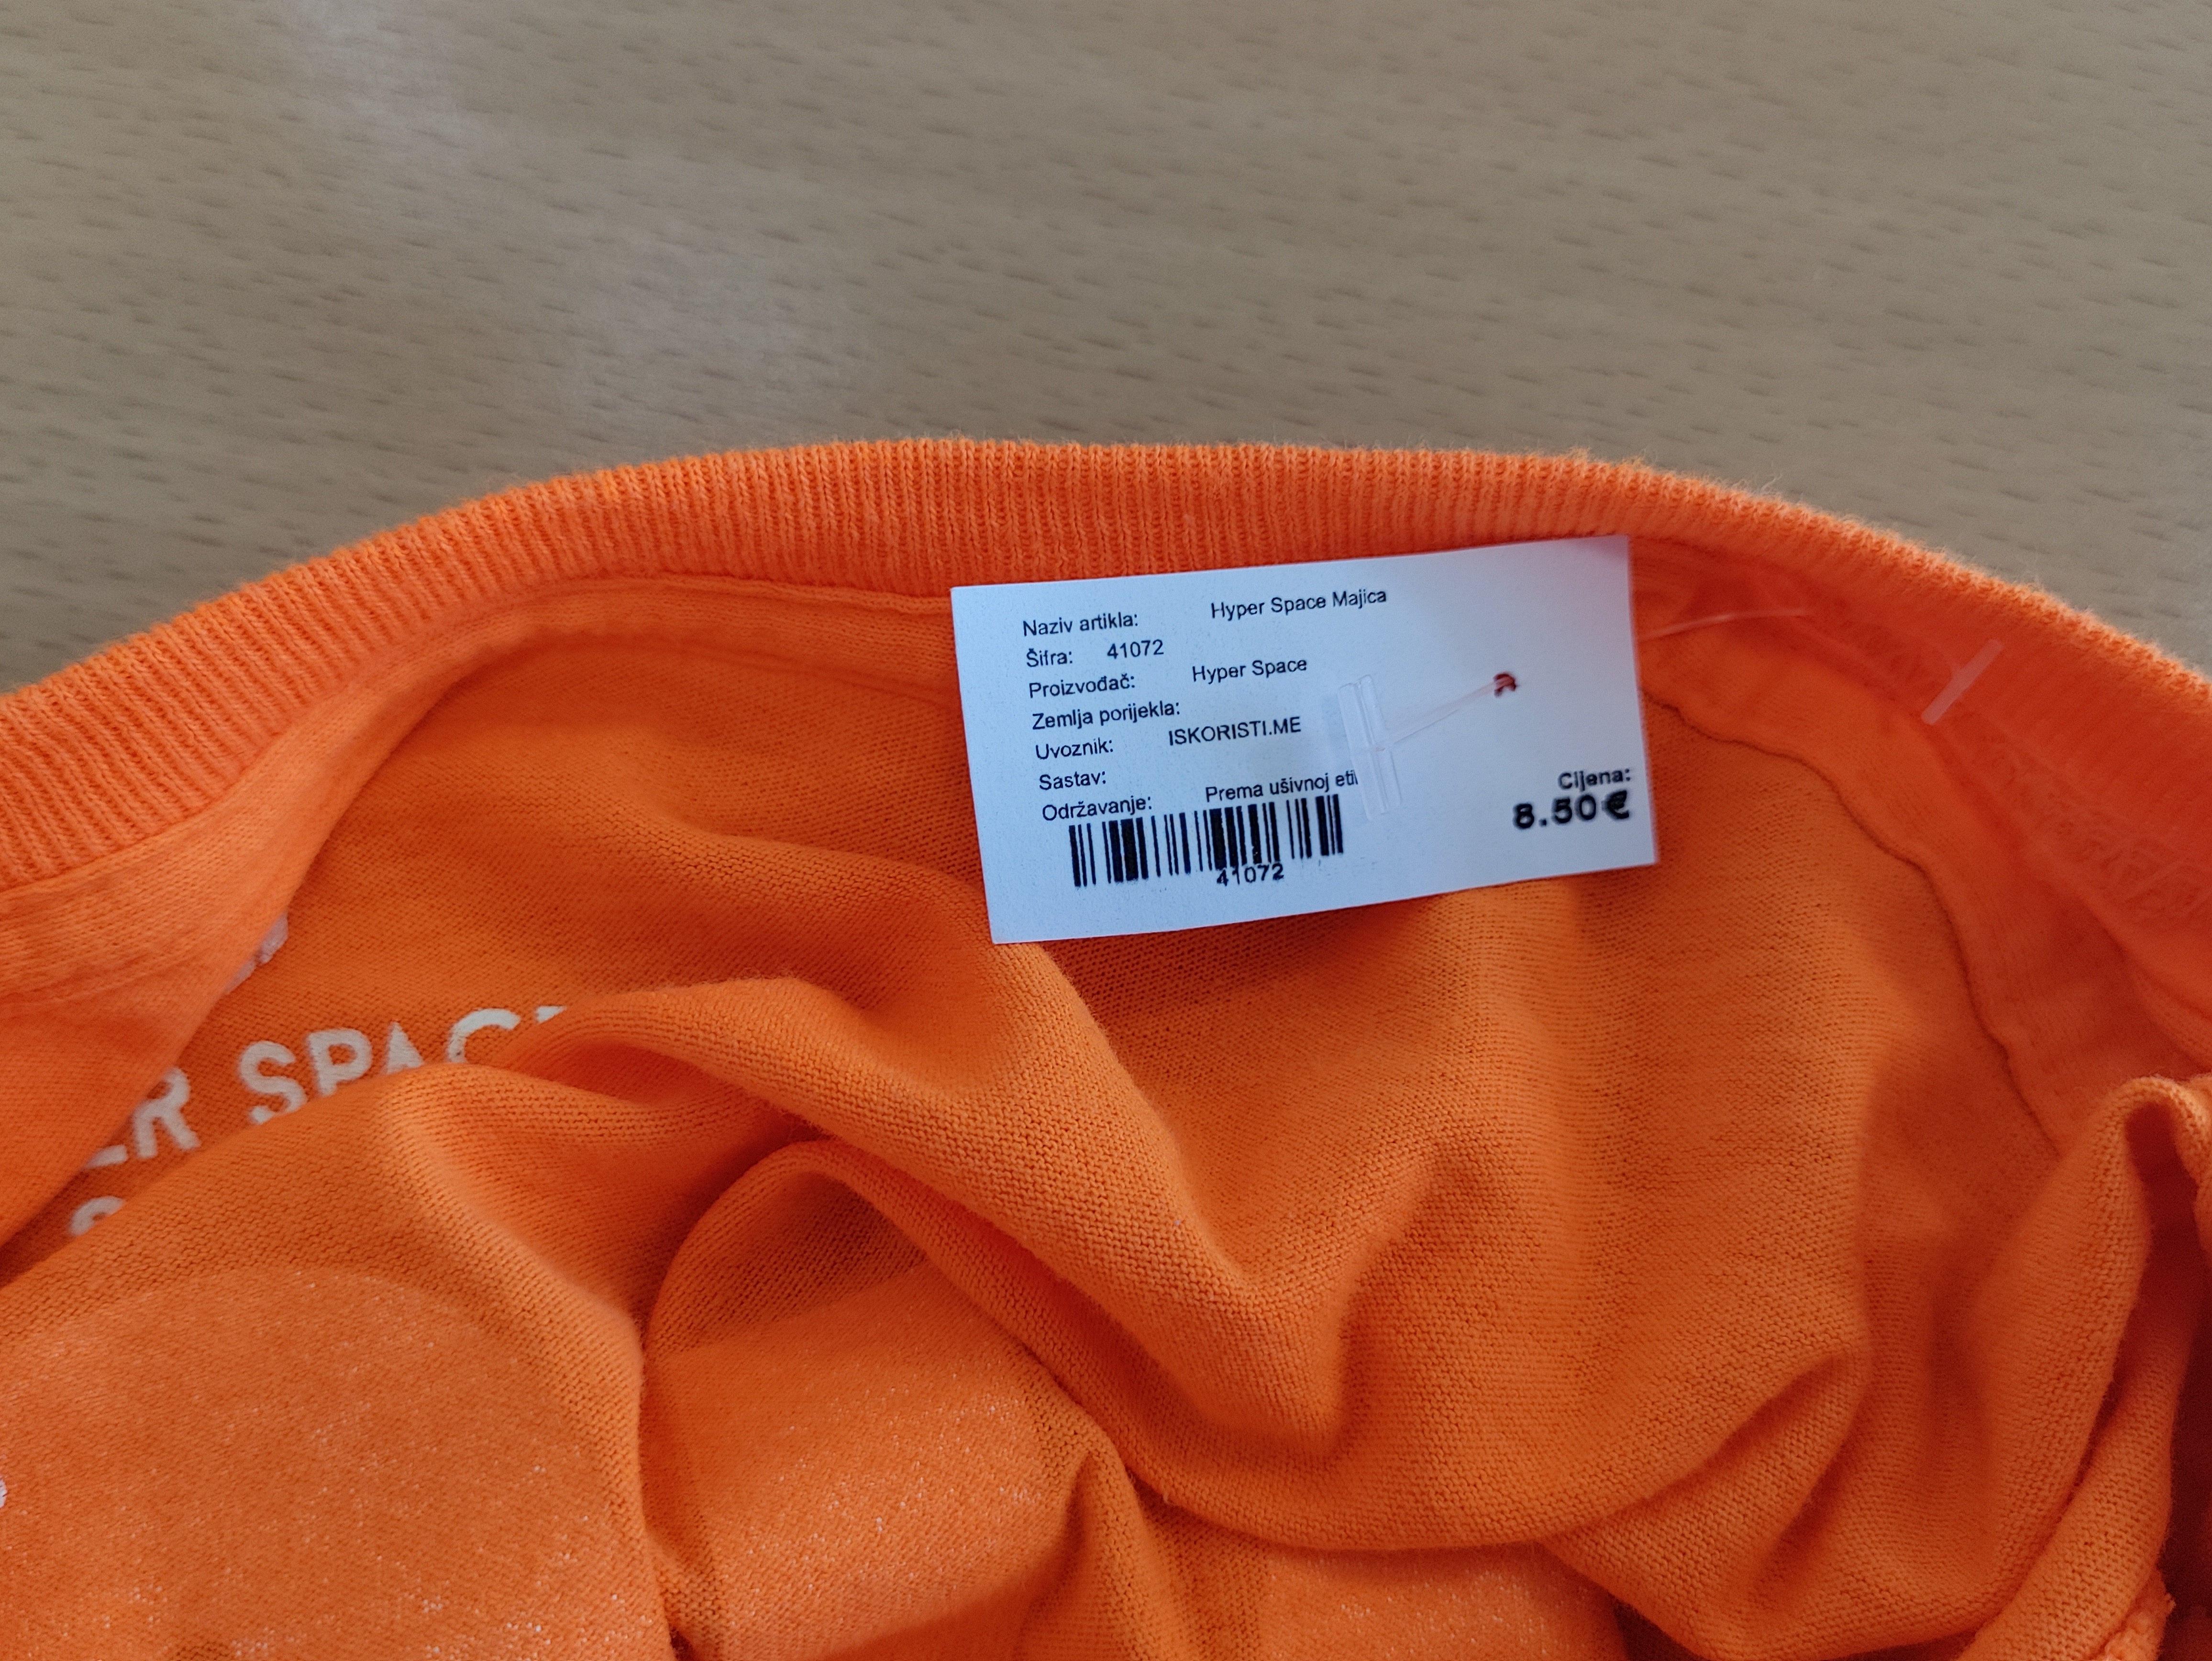 Naziv artikla: Hyper Space Majica
Šifra: 41072
Proizvođač: Hyper Space
Zemlja porijekla:
Uvoznik: ISKORISTI.ME
Sastav:
Održavanje: Prema ušivnoj eti
Cijena:
8.50€
41072
ER SPACE